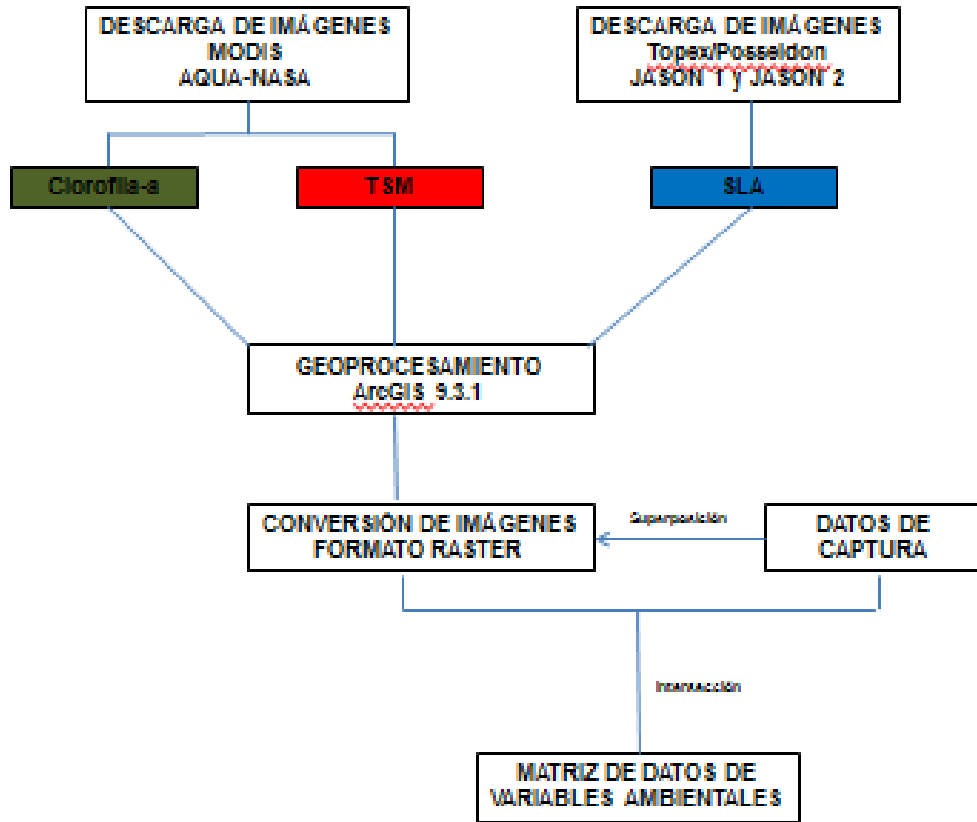 DESCARGA DE IMÁGENES
MODIS
AQUA-NASA
DESCARGA DE IMÁGENES
Topex/Posseidon
JASON 1 y JASON 2
Clorofila-a
TSM
SLA
GEOPROCESAMIENTO
ArcGIS 9.3.1
CONVERSIÓN DE IMÁGENES
FORMATO RASTER
Superposición
DATOS DE
CAPTURA
Intersección
MATRIZ DE DATOS DE
VARIABLES AMBIENTALES